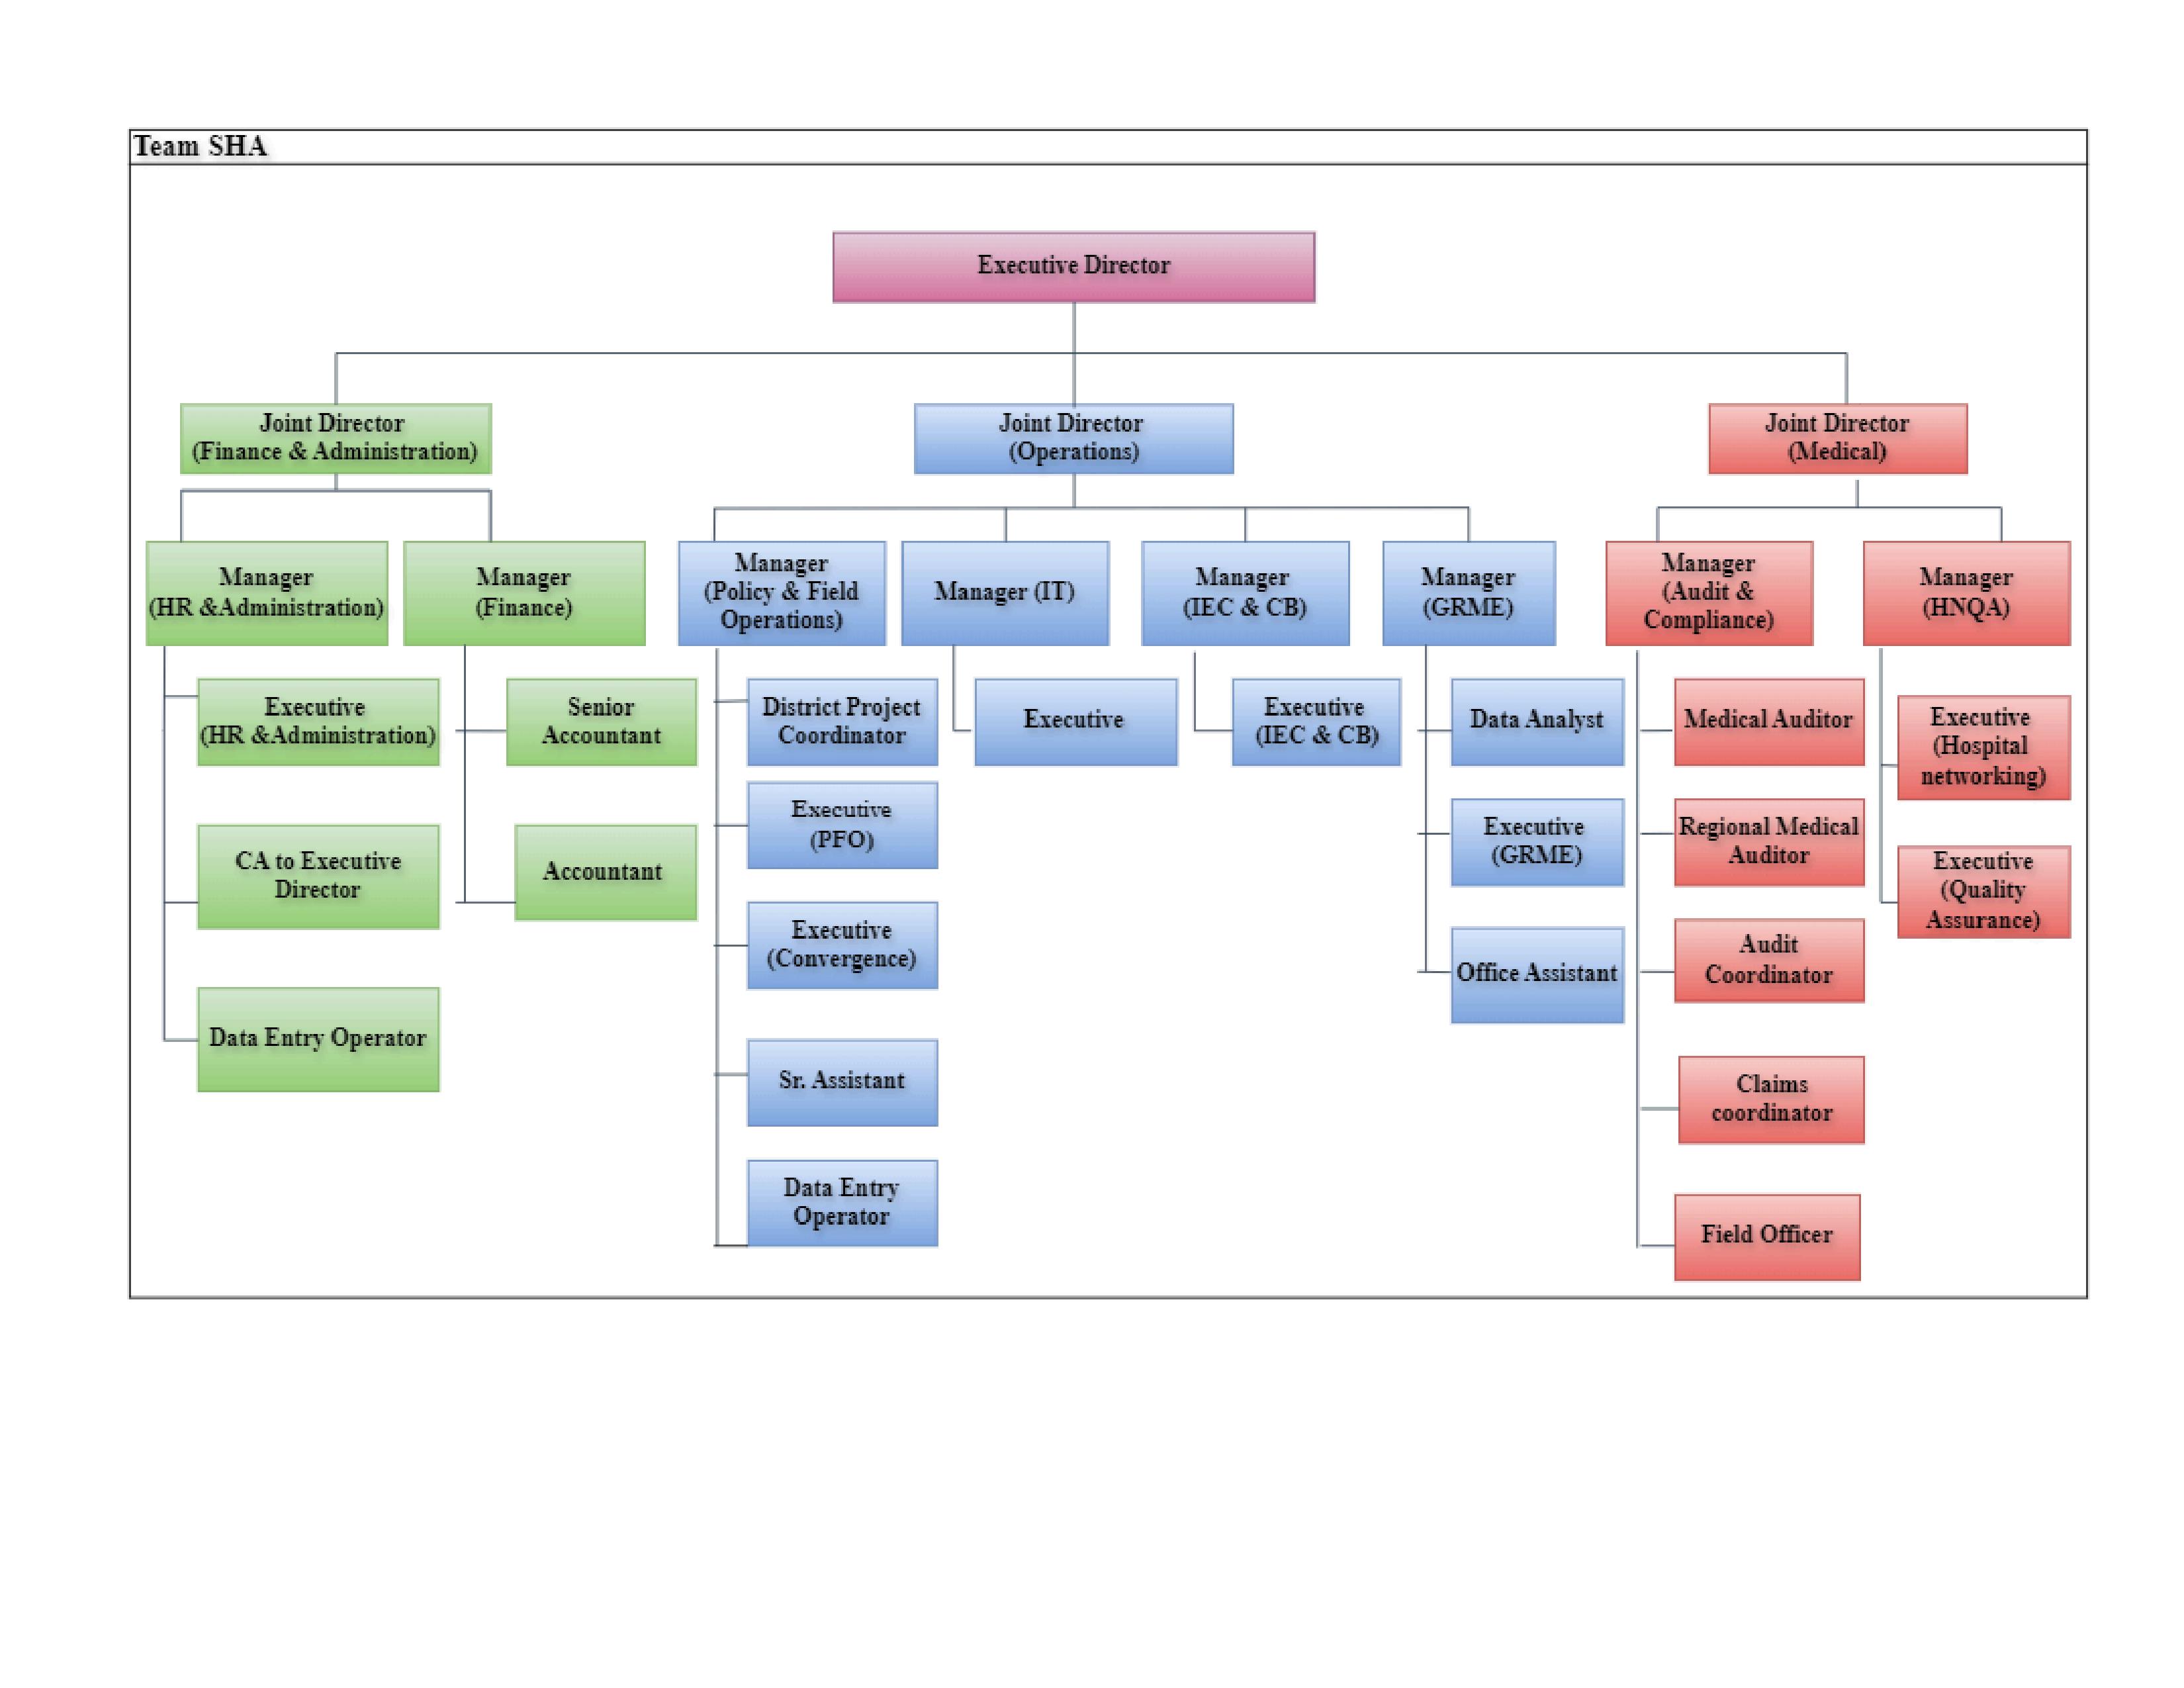 Team SHA
Executive Director
Joint Director
(Finance & Administration)
Joint Director
(Operations)
Joint Director
(Medical)
Manager
(HR &Administration)
Manager
(Finance)
Manager
(Policy & Field
Operations)
Manager (IT)
Manager
(IEC & CB)
Manager
(GRME)
Manager
(Audit &
Compliance)
Manager
(HNQA)
Executive
(HR &Administration)
CA to Executive
Director
Data Entry Operator
Senior
Accountant
Accountant
District Project
Coordinator
Executive
(PFO)
Executive
(Convergence)
Sr. Assistant
Data Entry
Operator
Executive
Executive
(IEC & CB)
Data Analyst
Executive
(GRME)
Office Assistant
Medical Auditor
Regional Medical
Auditor
Audit
Coordinator
Claims
coordinator
Field Officer
Executive
(Hospital
networking)
Executive
(Quality
Assurance)